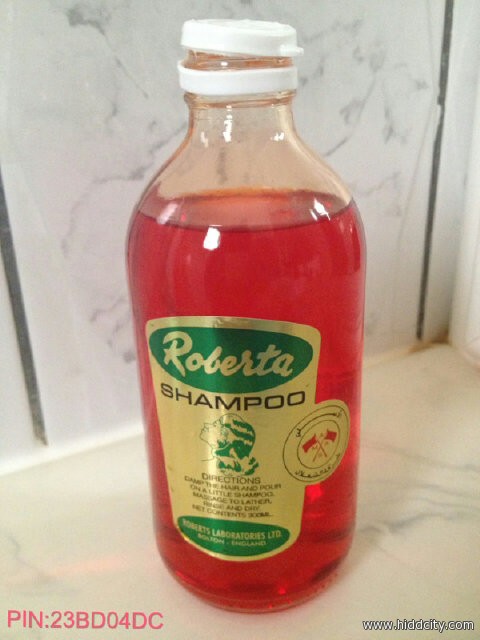 Roberta
SHAMPOO
DIRECTIONS
DAMP THE HAIR AND POUR
ON A LITTLE SHAMPOO,
MASSAGE TO LATHER,
RINSE AND DRY.
NET CONTENTS 300ML.
ROBERTS LABORATORIES LTD.
BOLTON - ENGLAND
PIN:23BD04DC
www.hiddcity.com